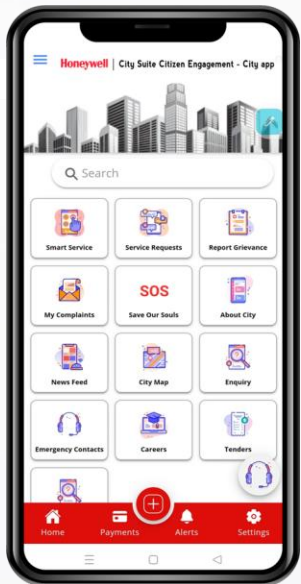 Honeywell | City Suite Citizen Engagement - City app
Search
Smart Service
Service Requests
Report Grievance
My Complaints
SOS
Save Our Souls
About City
News Feed
City Map
Enquiry
Emergency Contacts
Careers
Tenders
Home
Payments
Alerts
Settings